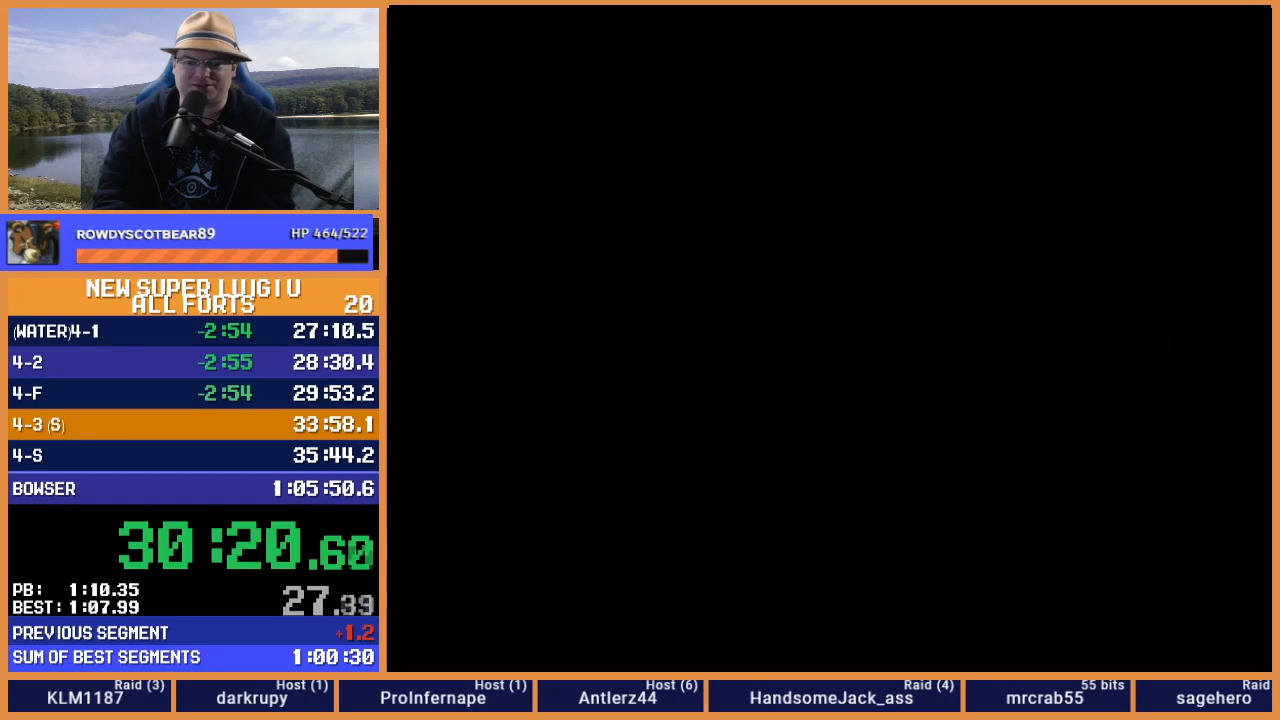 ROWDYSCOTBEAR89 HP 464/522
NEW SUPER LUIGI U
ALL FORTS 20
(WATER)4-1 -2:54 27:10.5
4-2 -2:55 28:30.4
4-F -2:54 29:53.2
4-3 (S) 33:58.1
4-S 35:44.2
BOWSER 1:05:50.6
30:20.60
PB: 1:10.35
BEST: 1:07.99
27.39
PREVIOUS SEGMENT +1.2
SUM OF BEST SEGMENTS 1:00:30
Raid (3) Host (1) Host (1) Host (6) Raid (4) 55 bits Raid
KLM1187 darkrupy ProInfernape Antlerz44 HandsomeJack_ass mrcrab55 sagehero